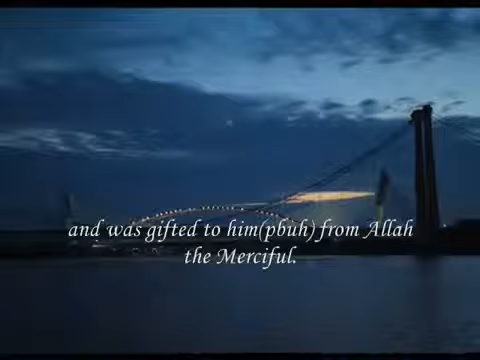 and was gifted to him(pbuh) from Allah
the Merciful.